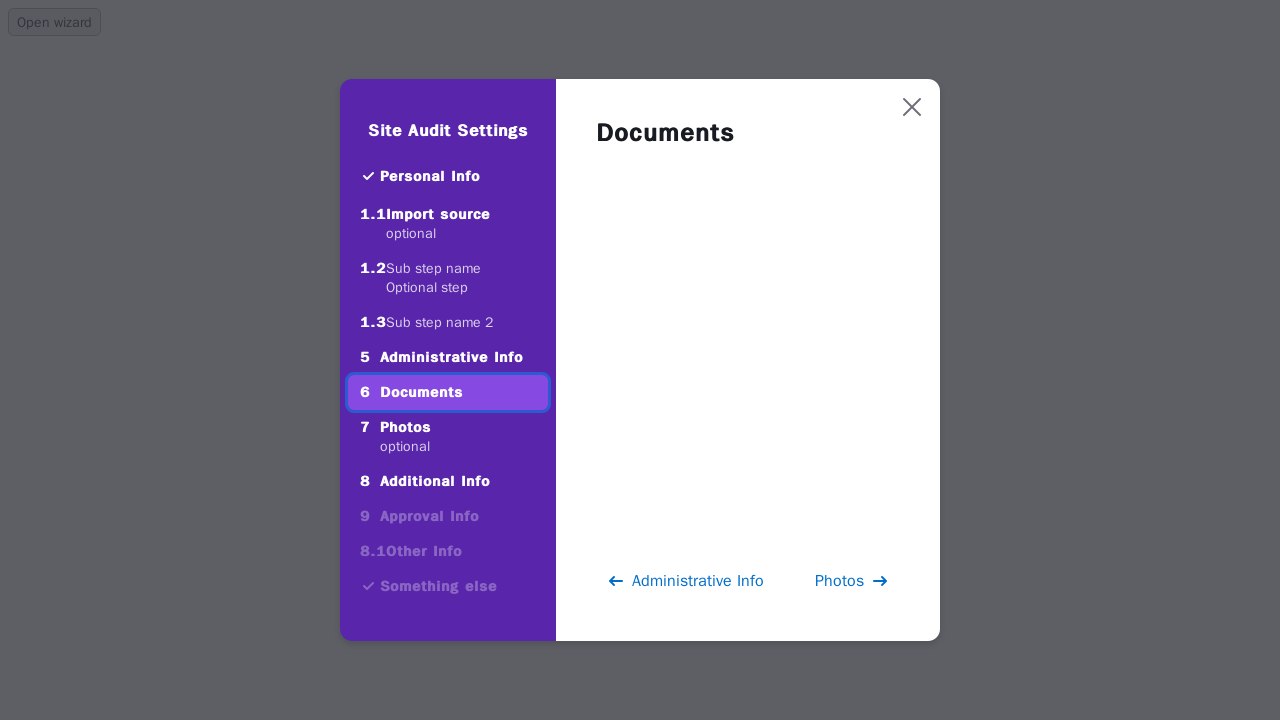 Open wizard
Site Audit Settings
Personal Info
1.1 Import source
optional
1.2 Sub step name
Optional step
1.3 Sub step name 2
5 Administrative Info
6 Documents
7 Photos
optional
8 Additional Info
9 Approval Info
8.1 Other Info
Something else
Documents
Administrative Info
Photos